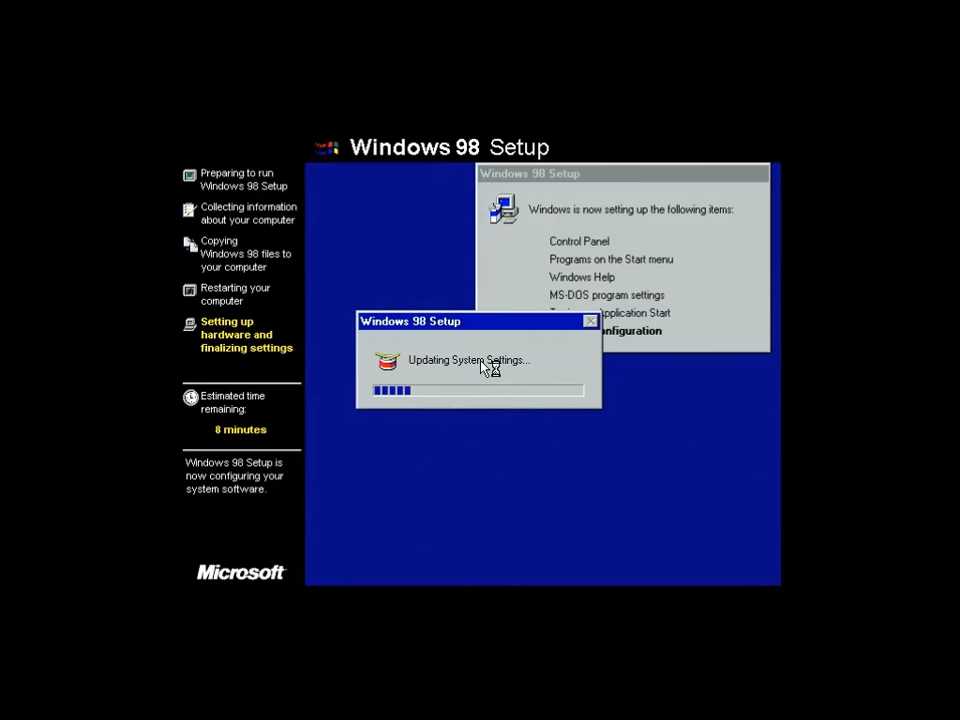 Windows 98 Setup
Preparing to run
Windows 98 Setup
Collecting information
about your computer
Copying
Windows 98 files to
your computer
Restarting your
computer
Setting up
hardware and
finalizing settings
Estimated time
remaining:
8 minutes
Windows 98 Setup is
now configuring your
system software.
Microsoft
Windows 98 Setup
Windows is now setting up the following items:
Control Panel
Programs on the Start menu
Windows Help
MS-DOS program settings
Application Start
Windows 98 Setup
Updating System Settings...